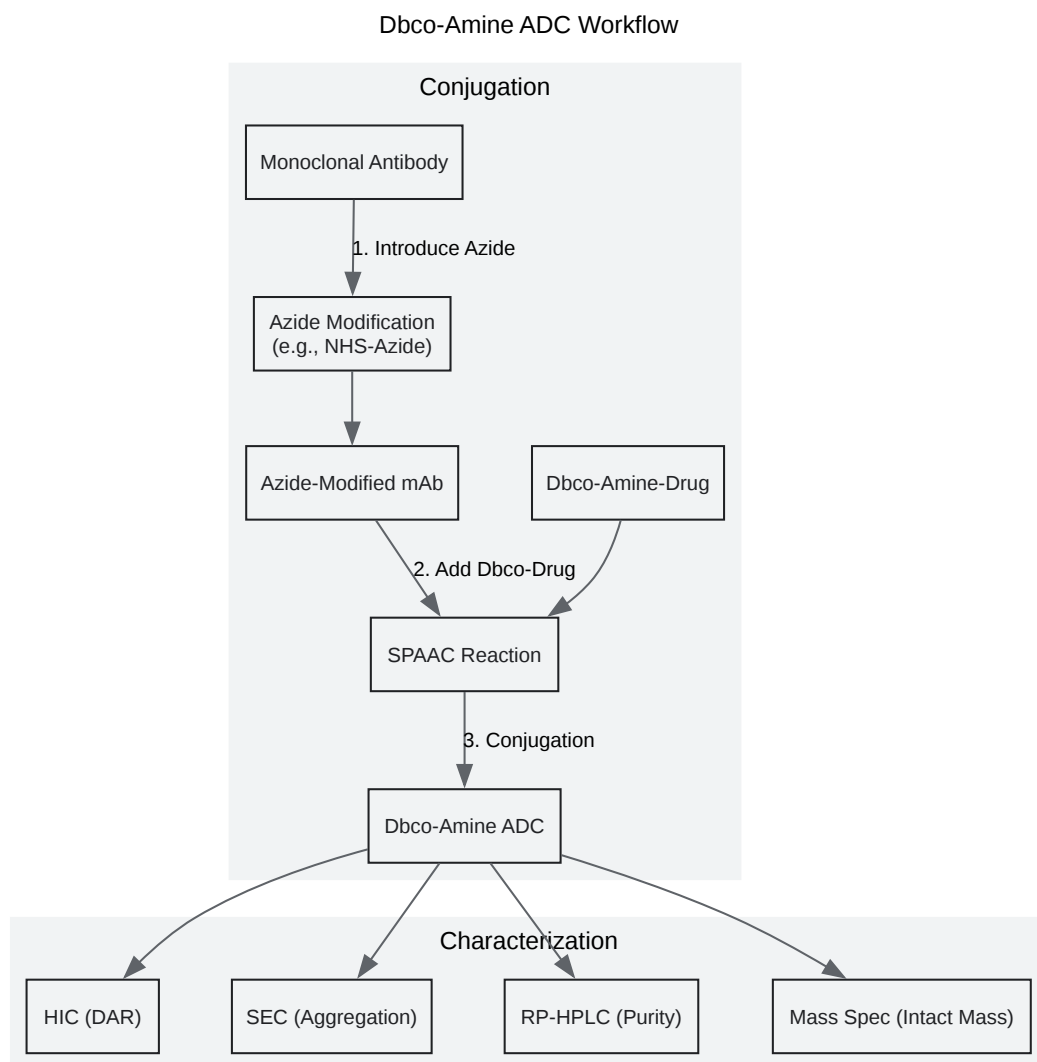 Dbco-Amine ADC Workflow
Conjugation
Monoclonal Antibody
1. Introduce Azide
Azide Modification
(e.g., NHS-Azide)
Azide-Modified mAb
Dbco-Amine-Drug
2. Add Dbco-Drug
SPAAC Reaction
3. Conjugation
Dbco-Amine ADC
Characterization
HIC (DAR)
SEC (Aggregation)
RP-HPLC (Purity)
Mass Spec (Intact Mass)